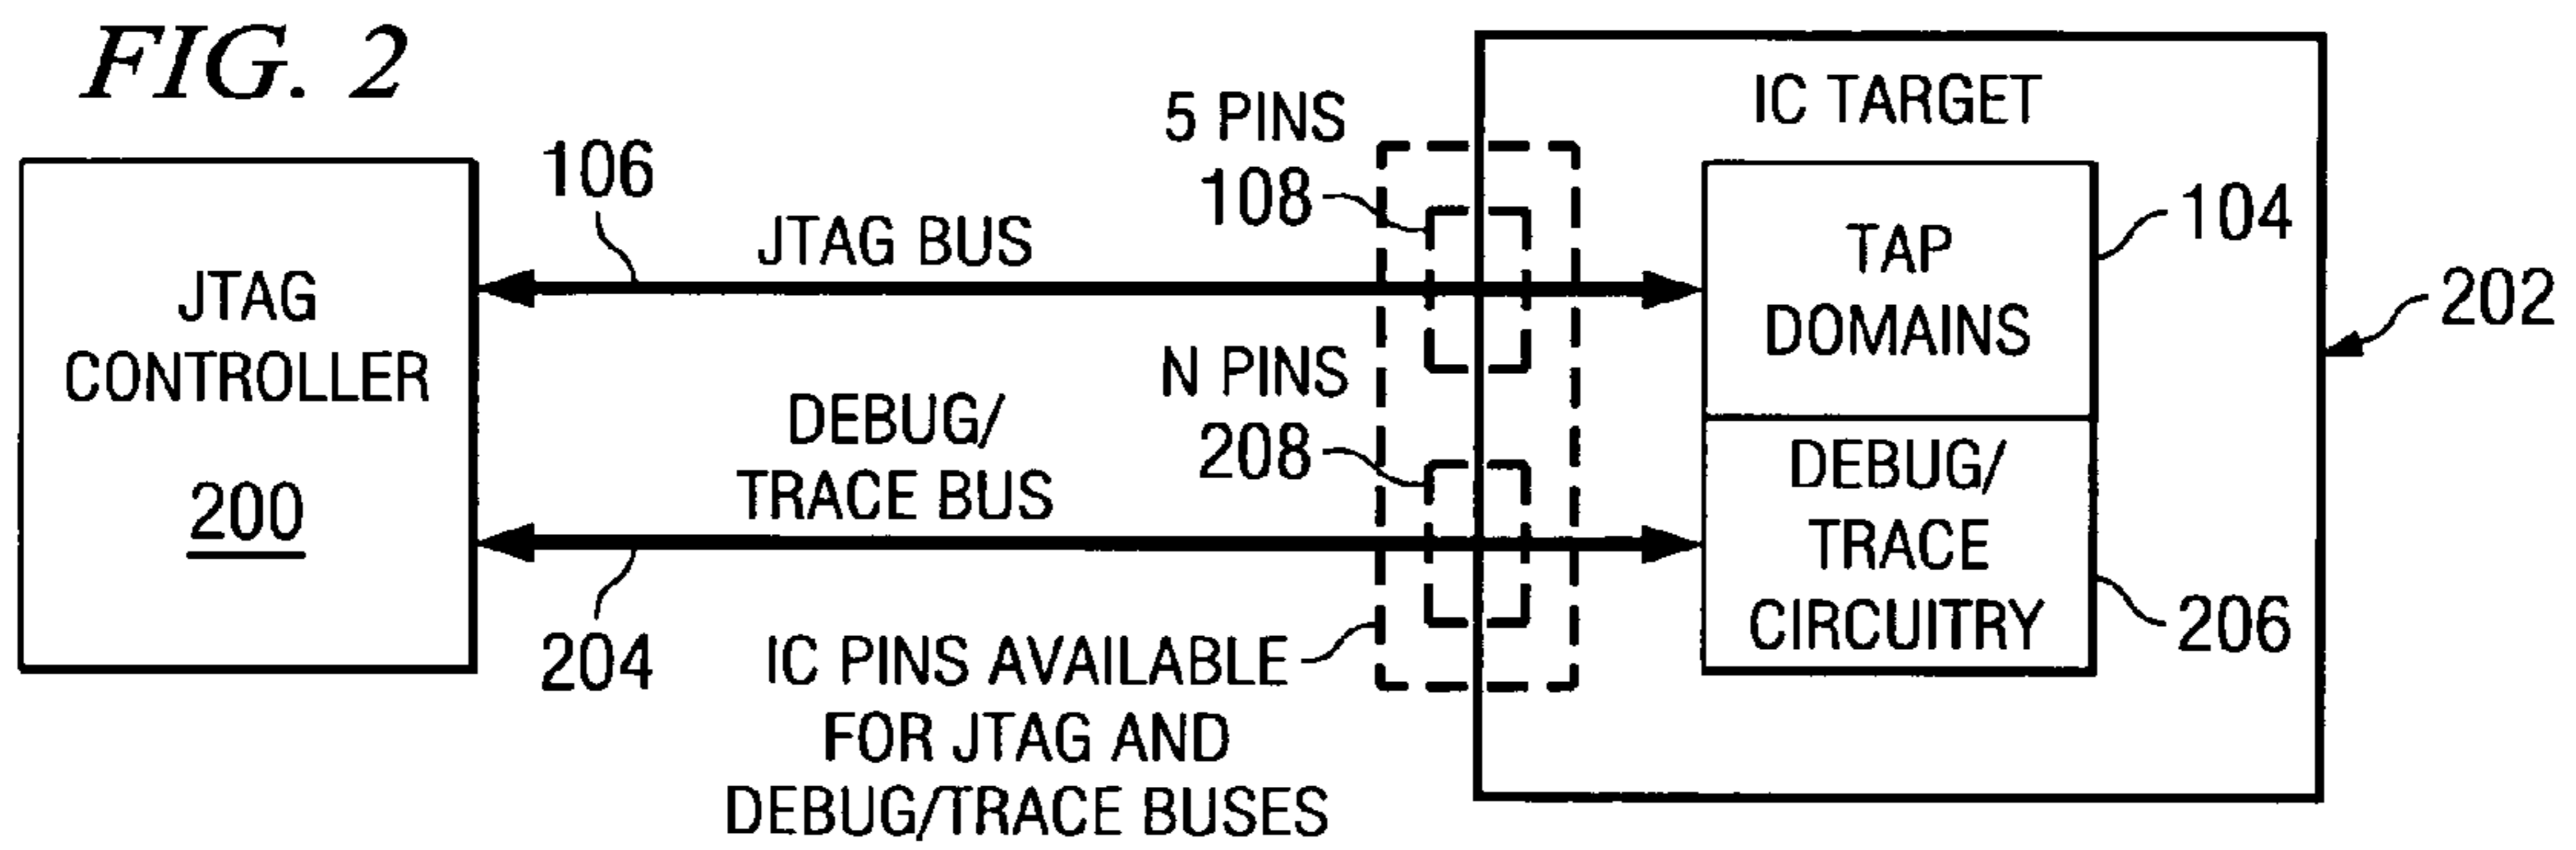 FIG. 2
JTAG
CONTROLLER
200
106
JTAG BUS
DEBUG/
TRACE BUS
204
5 PINS
108
N PINS
208
IC PINS AVAILABLE
FOR JTAG AND
DEBUG/TRACE BUSES
IC TARGET
TAP
DOMAINS
104
DEBUG/
TRACE
CIRCUITRY
206
202